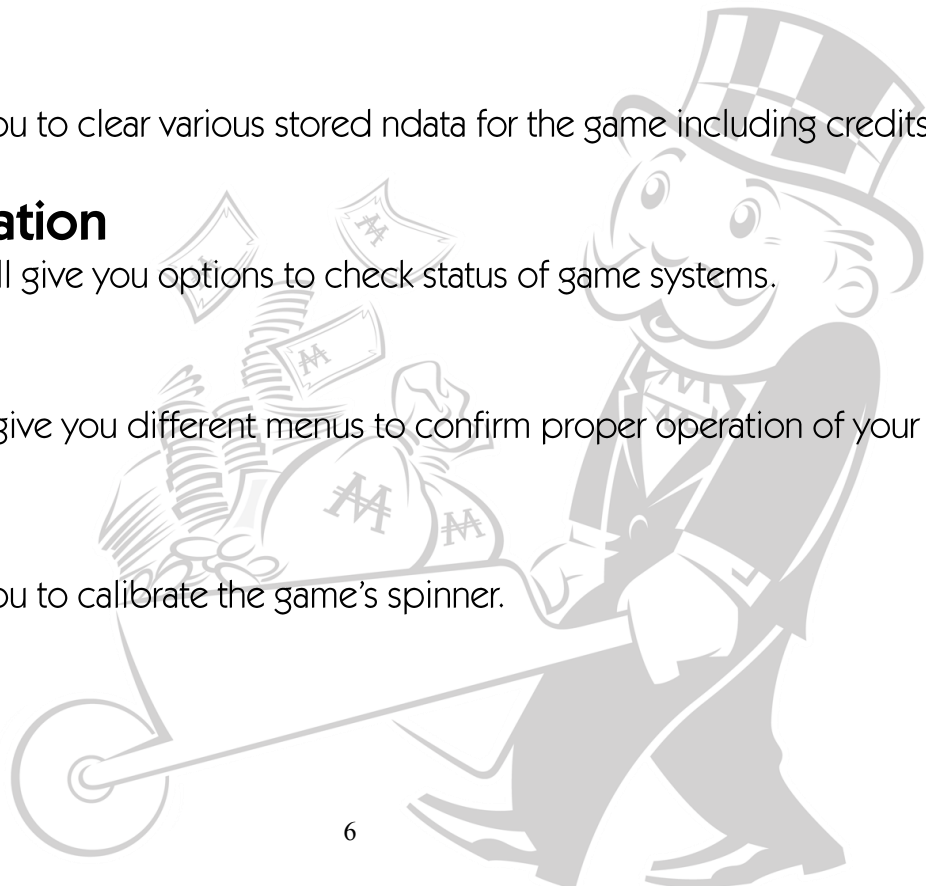 ou to clear various stored ndata for the game including credits
ation
ll give you options to check status of game systems.
give you different menus to confirm proper operation of your
ou to calibrate the game’s spinner.
6